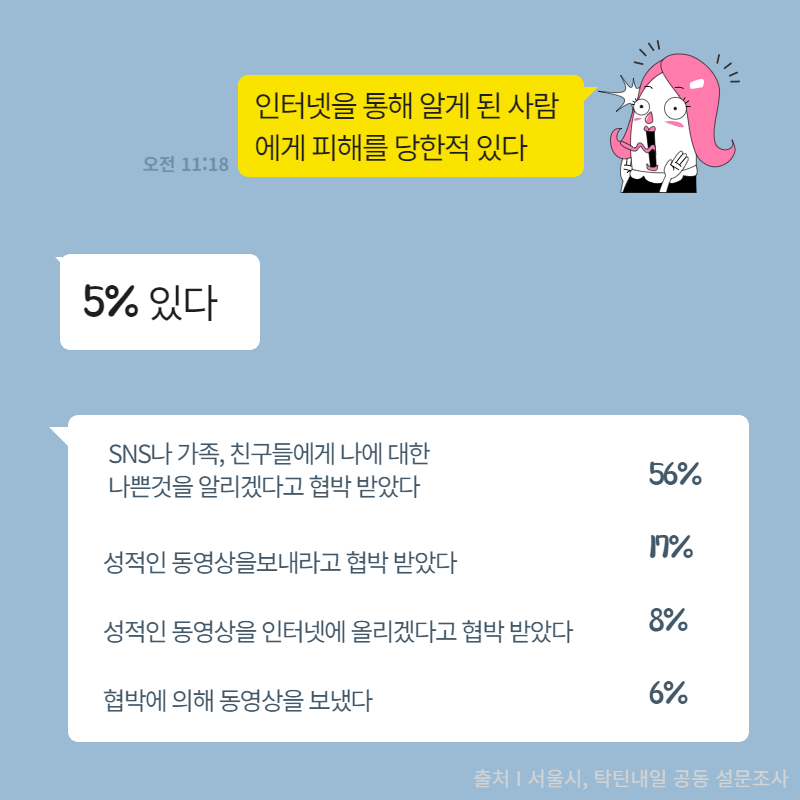 인터넷을 통해 알게 된 사람
에게 피해를 당한적 있다
오전 11:18
5% 있다
SNS나 가족, 친구들에게 나에 대한
나쁜것을 알리겠다고 협박 받았다
56%
성적인 동영상을보내라고 협박 받았다
17%
성적인 동영상을 인터넷에 올리겠다고 협박 받았다
8%
협박에 의해 동영상을 보냈다
6%
출처 I 서울시, 탁틴내일 공동 설문조사